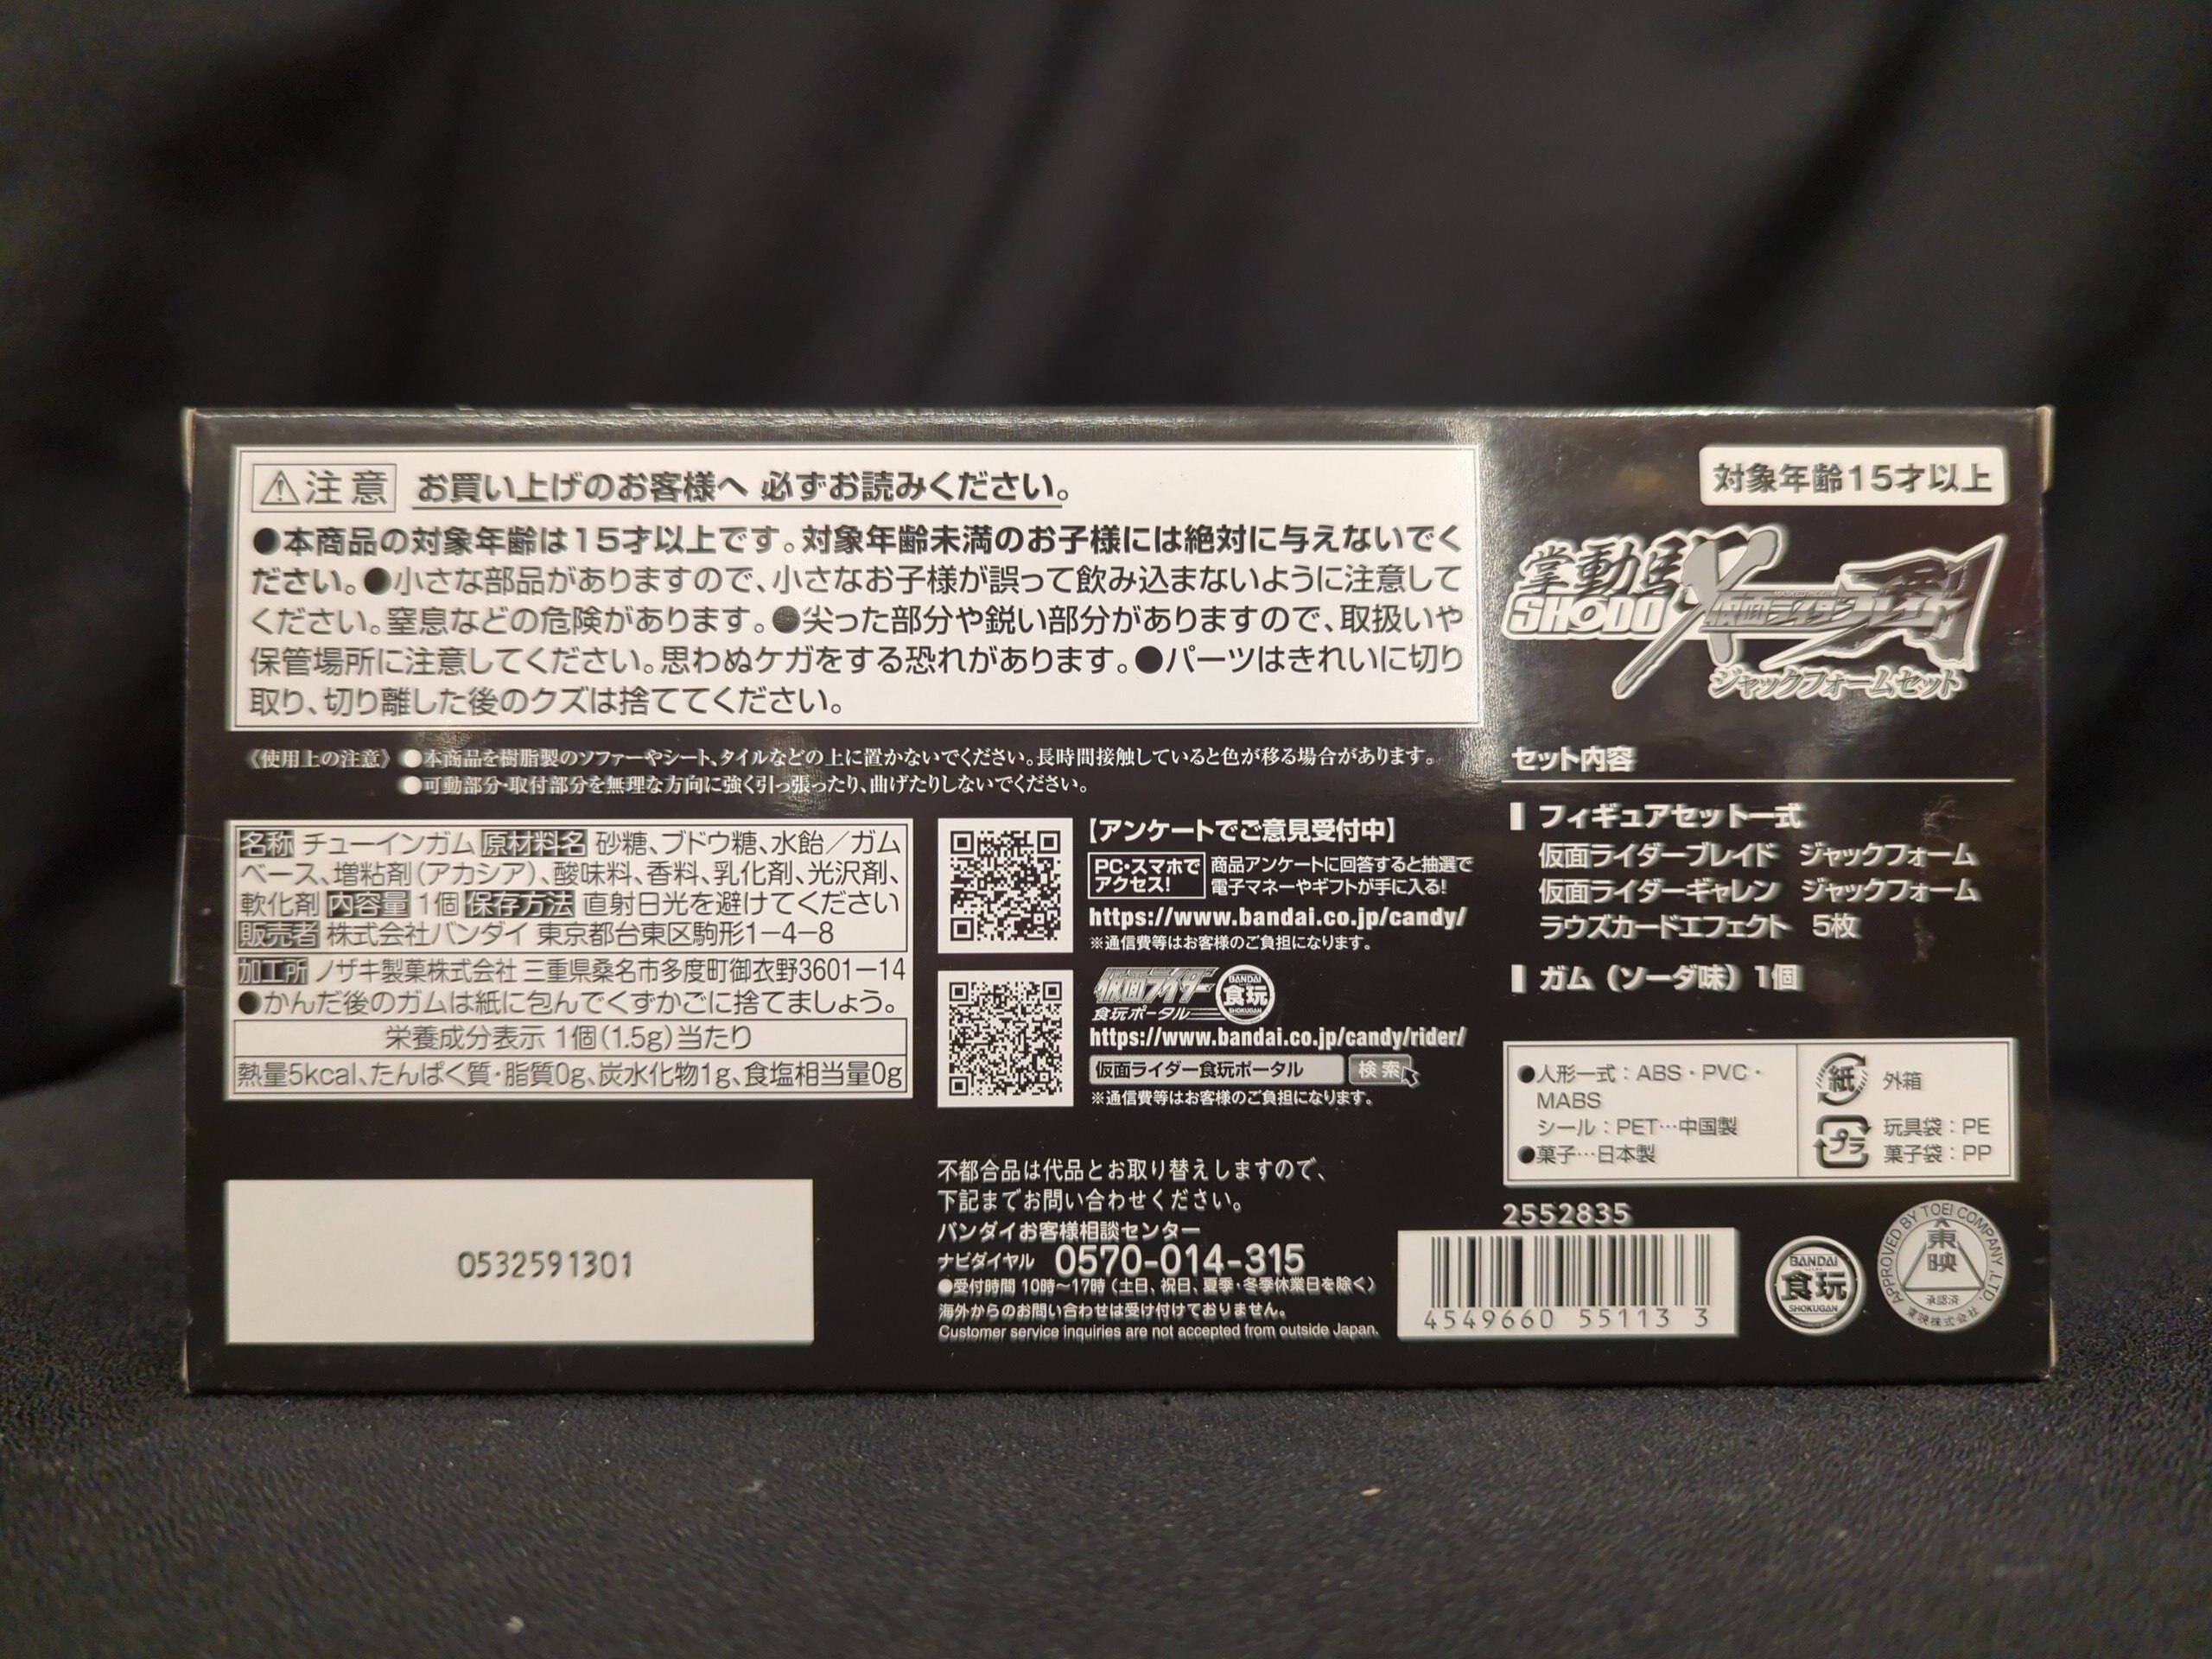 ⚠注意 お買い上げのお客様へ 必ずお読みください。
●本商品の対象年齢は15才以上です。対象年齢未満のお子様には絶対に与えないでく
ださい。●小さな部品がありますので、小さなお子様が誤って飲み込まないように注意して
ください。窒息などの危険があります。●尖った部分や鋭い部分がありますので、取扱いや
保管場所に注意してください。思わぬケガをする恐れがあります。●パーツはきれいに切り
取り、切り離した後のクズは捨ててください。
《使用上の注意》●本商品を樹脂製のソファーやシート、タイルなどの上に置かないでください。長時間接触していると色が移る場合があります。
●可動部分・取付部分を無理な方向に強く引っ張ったり、曲げたりしないでください。
名称 チューインガム 原材料名 砂糖、ブドウ糖、水飴／ガム
ベース、増粘剤（アカシア）、酸味料、香料、乳化剤、光沢剤、
軟化剤 内容量 1個 保存方法 直射日光を避けてください
販売者 株式会社バンダイ 東京都台東区駒形1－4－8
加工所 ノザキ製菓株式会社 三重県桑名市多度町御衣野3601－14
●かんだ後のガムは紙に包んでくずかごに捨てましょう。
栄養成分表示 1個（1.5g）当たり
熱量5kcal、たんぱく質・脂質0g、炭水化物1g、食塩相当量0g
0532591301
【アンケートでご意見受付中】
PC・スマホで
アクセス!
商品アンケートに回答すると抽選で
電子マネーやギフトが手に入る!
https://www.bandai.co.jp/candy/
※通信費等はお客様のご負担になります。
仮面ライダー
食玩ポータル
BANDAI
食玩
SHOKUGAN
https://www.bandai.co.jp/candy/rider/
仮面ライダー食玩ポータル 検索
※通信費等はお客様のご負担になります。
不都合品は代品とお取り替えしますので、
下記までお問い合わせください。
バンダイお客様相談センター
ナビダイヤル 0570-014-315
●受付時間 10時～17時（土日、祝日、夏季・冬季休業日を除く）
海外からのお問い合わせは受け付けておりません。
Customer service inquiries are not accepted from outside Japan.
対象年齢15才以上
掌動駿
SHODO
X
仮面ライダーブレイド
剣
ジャックフォームセット
セット内容
フィギュアセット一式
仮面ライダーブレイド ジャックフォーム
仮面ライダーギャレン ジャックフォーム
ラウズカードエフェクト 5枚
ガム（ソーダ味）1個
●人形一式：ABS・PVC・
MABS
シール：PET…中国製
●菓子…日本製
紙 外箱
プラ 玩具袋：PE
菓子袋：PP
2552835
4549660 55113 3
BANDAI
食玩
SHOKUGAN
APPROVED BY TOEI COMPANY, LTD.
東映
承認済
東映株式会社